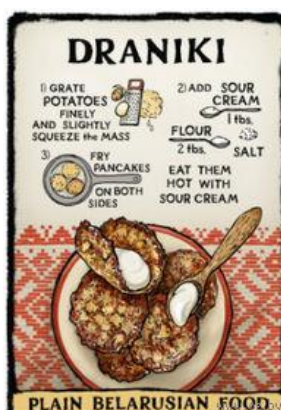 DRANIKI
1) GRATE
POTATOES
FINELY
AND SLIGHTLY
SQUEEZE the MASS
2) ADD SOUR
CREAM
1 tbs.
FLOUR
2 tbs.
SALT
3) FRY
PANCAKES
ON BOTH
SIDES
EAT THEM
HOT WITH
SOUR CREAM
PLAIN BELARUSIAN FOOD